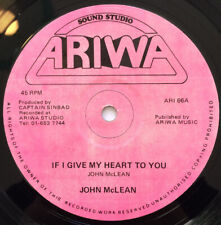 SOUND STUDIO
ARIWA
45 RPM
ARI 66A
Produced by
CAPTAIN SINBAD
Recorded at
ARIWA STUDIO
Tel: 01-653 7744
Published by
ARIWA MUSIC
IF I GIVE MY HEART TO YOU
JOHN McLEAN
JOHN McLEAN
ALL RIGHTS OF THE OWNER OF THIS RECORDED WORK RESERVED UNAUTHORISED COPYING PROHIBITED